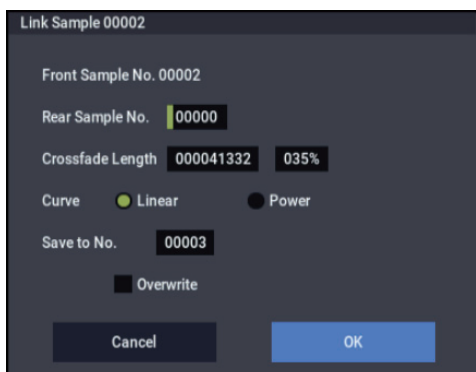 Link Sample 00002
Front Sample No. 00002
Rear Sample No. 00000
Crossfade Length 000041332 035%
Curve Linear Power
Save to No. 00003
Overwrite
Cancel OK